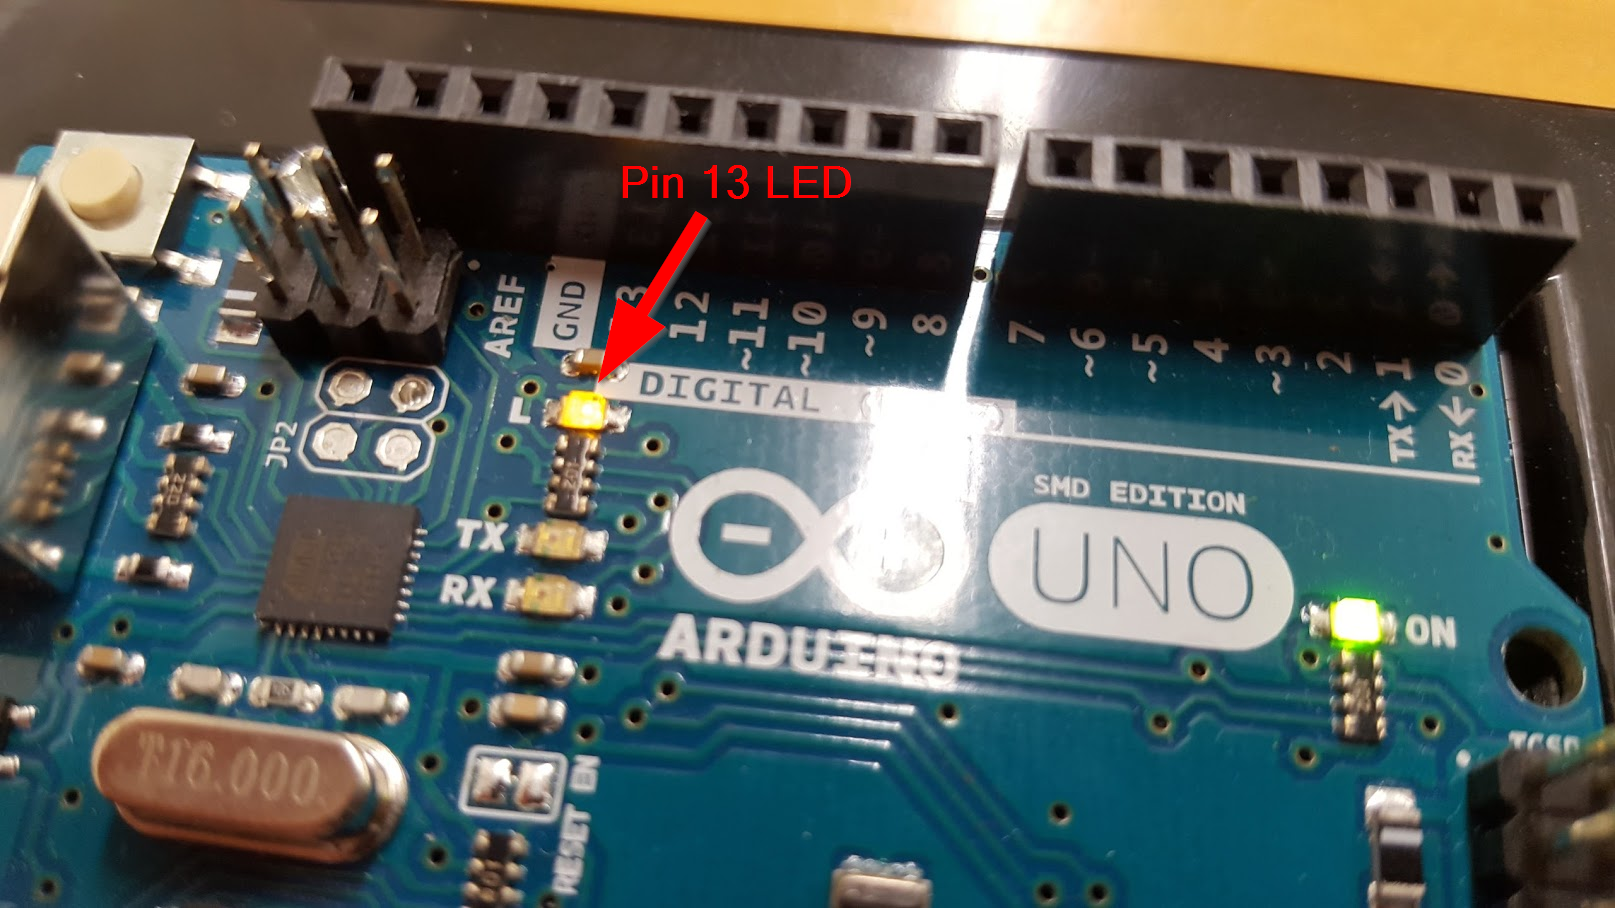 Pin 13 LED
AREF
GND
12
~11
~10
~9
8
7
~6
~5
4
~3
2
TX→1
RX←0
DIGITAL
L
JP2
TX
RX
SMD EDITION
UNO
ARDUINO
ON
T16.000
RESET EN